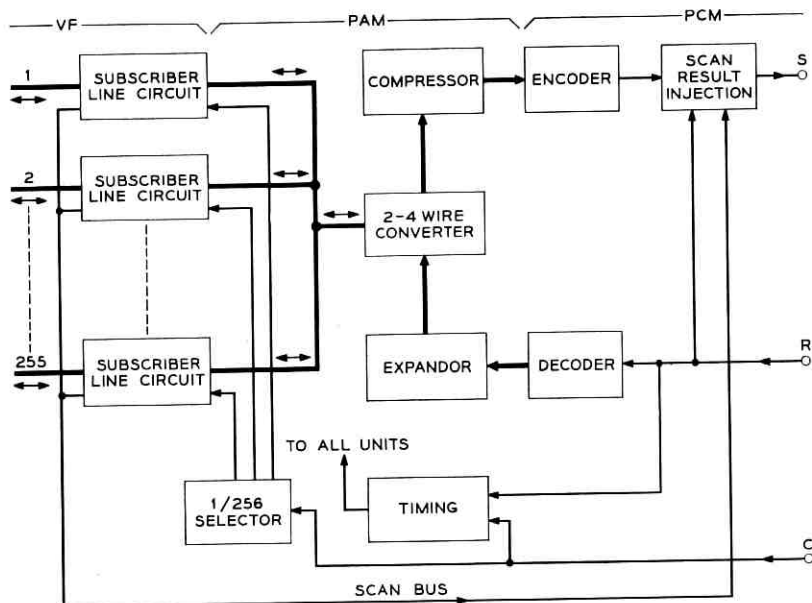 VF PAM PCM
1
SUBSCRIBER
LINE CIRCUIT
COMPRESSOR
ENCODER
SCAN
RESULT
INJECTION
S
2
SUBSCRIBER
LINE CIRCUIT
2-4 WIRE
CONVERTER
255
SUBSCRIBER
LINE CIRCUIT
EXPANDOR
DECODER
R
TO ALL UNITS
1/256
SELECTOR
TIMING
C
SCAN BUS